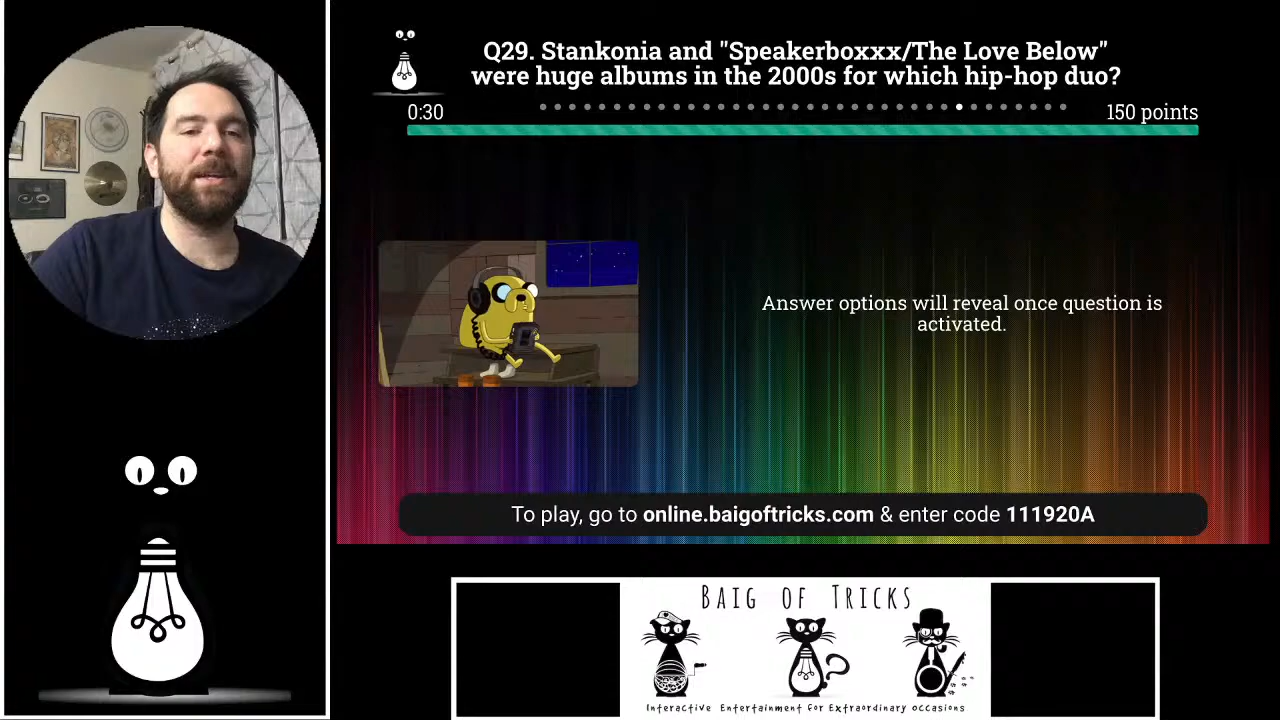 Q29. Stankonia and "Speakerboxxx/The Love Below"
were huge albums in the 2000s for which hip-hop duo?
0:30
150 points
Answer options will reveal once question is
activated.
To play, go to online.baigoftricks.com & enter code 111920A
BAIG OF TRICKS
Interactive Entertainment for Extraordinary Occasions